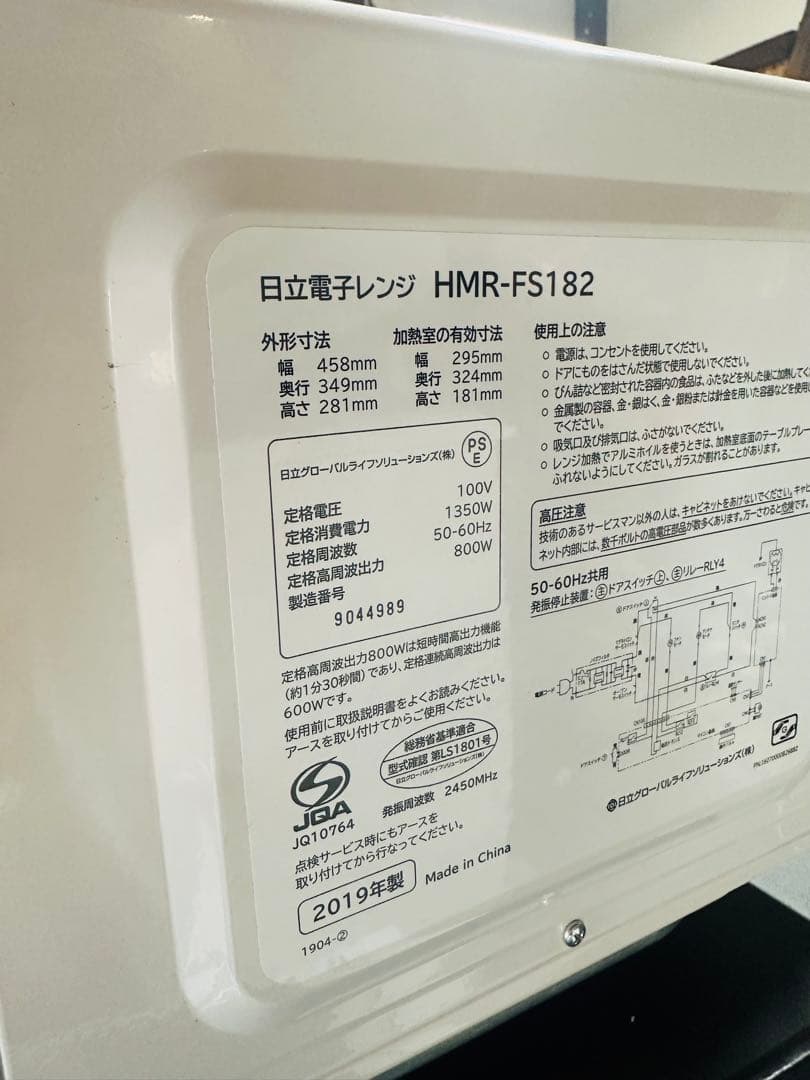 日立電子レンジ HMR-FS182
外形寸法
幅 458mm
奥行 349mm
高さ 281mm
加熱室の有効寸法
幅 295mm
奥行 324mm
高さ 181mm
日立グローバルライフソリューションズ(株)
PS
E
定格電圧 100V
定格消費電力 1350W
定格周波数 50-60Hz
定格高周波出力 800W
製造番号
9044989
定格高周波出力800Wは短時間高出力機能
(約1分30秒間)であり、定格連続高周波出力は
600Wです。
使用前に取扱説明書をよくお読みください。
アースを取り付けてからご使用ください。
JQA
JQ10764
総務省基準適合
型式確認 第LS1801号
日立グローバルライフソリューションズ(株)
発振周波数 2450MHz
点検サービス時にもアースを
取り付けてから行なってください。
2019年製
Made in China
1904-②
使用上の注意
○ 電源は、コンセントを使用してください。
○ ドアにものをはさんだ状態で使用しないでください。
○ びん詰など密封された容器内の食品は、ふたなどを外した後に加熱してく
○ 金属製の容器、金・銀はく、金・銀粉または針金を用いた容器などを使用
でください。
○ 吸気口及び排気口は、ふさがないでください。
○ レンジ加熱でアルミホイルを使うときは、加熱室底面のテーブルプレー
ふれないようにしてください。ガラスが割れることがあります。
高圧注意
技術のあるサービスマン以外の人は、キャビネットをあけないでください。キャビ
ネット内部には、数千ボルトの高電圧部品が数多くあります。万一さわると危険です。
50-60Hz共用
発振停止装置:㊤ドアスイッチ㊤、㊤リレーRLY4
日立グローバルライフソリューションズ(株)